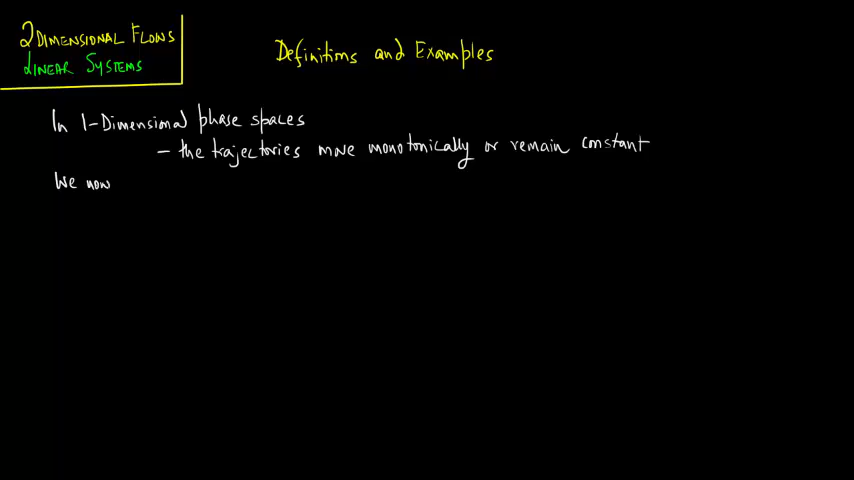 2 Dimensional Flows
Linear Systems
Definitions and Examples
In 1-Dimensional phase spaces
- the trajectories move monotonically or remain constant
We now